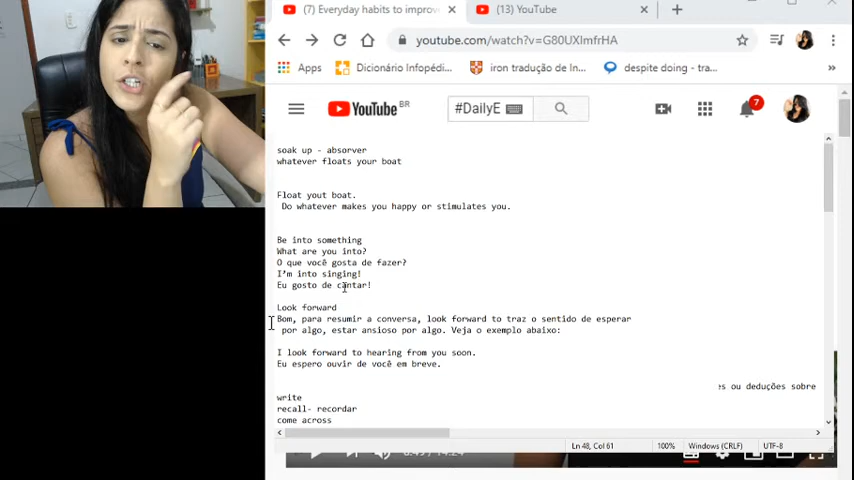 (7) Everyday habits to improv
(13) YouTube
youtube.com/watch?v=G80UXlmfrHA
Apps
Dicionário Infopédi...
iron tradução de In...
despite doing - tra...
YouTube BR
#DailyE
7
soak up - absorver
whatever floats your boat
Float yout boat.
Do whatever makes you happy or stimulates you.
Be into something
What are you into?
O que você gosta de fazer?
I'm into singing!
Eu gosto de cantar!
Look forward
Bom, para resumir a conversa, look forward to traz o sentido de esperar
por algo, estar ansioso por algo. Veja o exemplo abaixo:
I look forward to hearing from you soon.
Eu espero ouvir de você em breve.
es ou deduções sobre
write
recall- recordar
come across
Ln 48, Col 61
100%
Windows (CRLF)
UTF-8